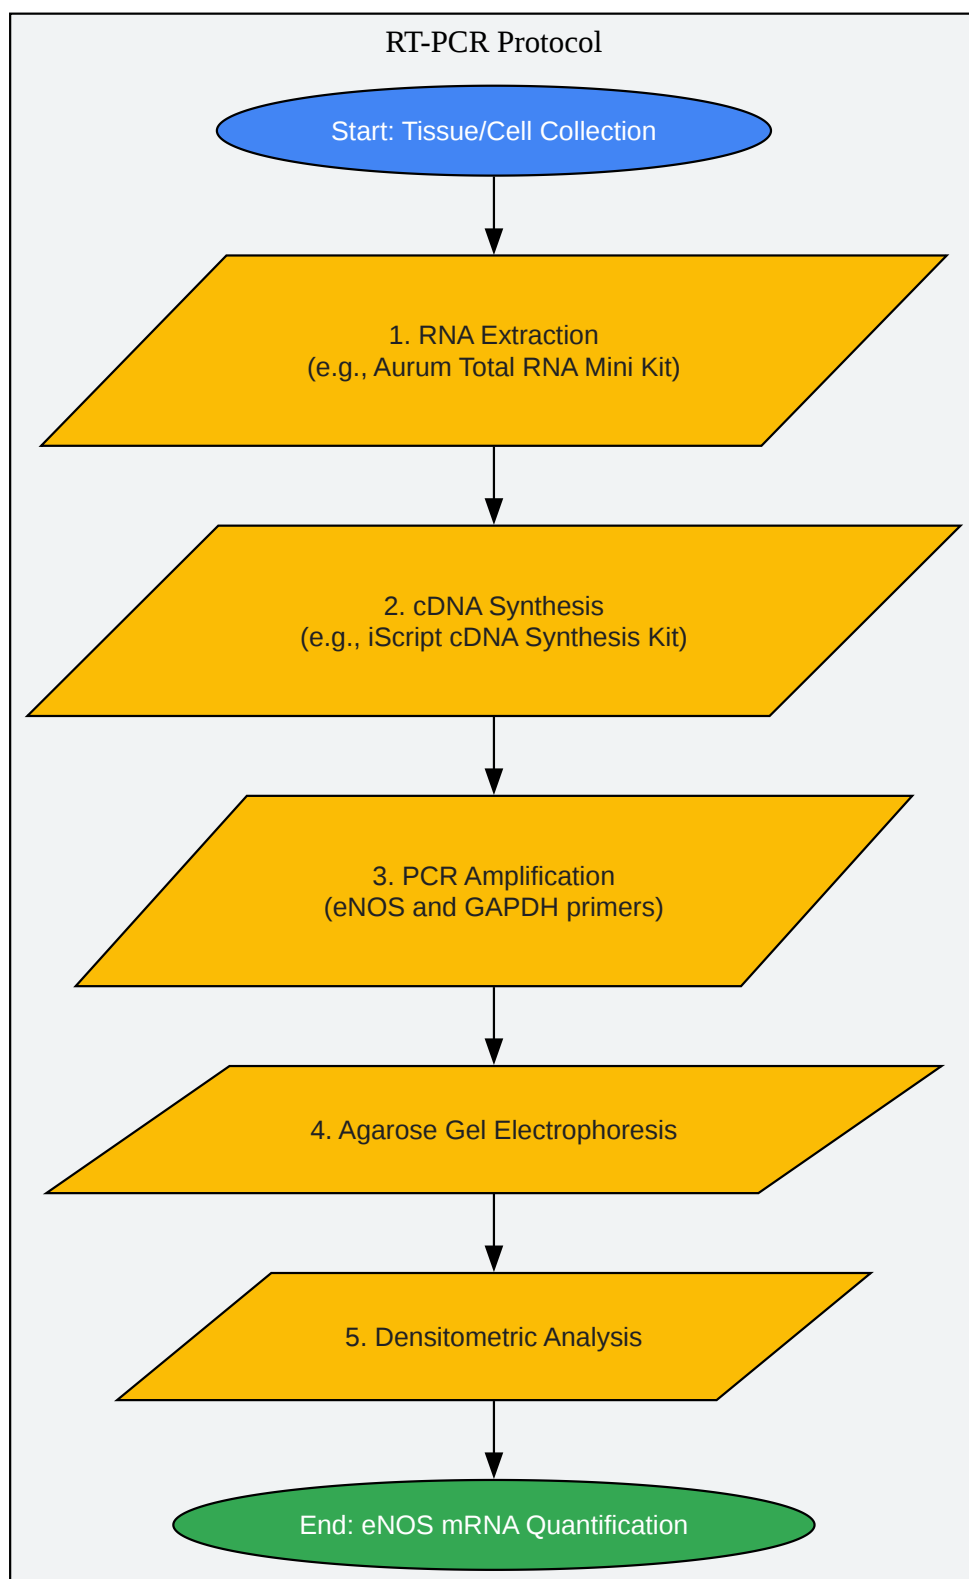 RT-PCR Protocol
Start: Tissue/Cell Collection
1. RNA Extraction
(e.g., Aurum Total RNA Mini Kit)
2. cDNA Synthesis
(e.g., iScript cDNA Synthesis Kit)
3. PCR Amplification
(eNOS and GAPDH primers)
4. Agarose Gel Electrophoresis
5. Densitometric Analysis
End: eNOS mRNA Quantification